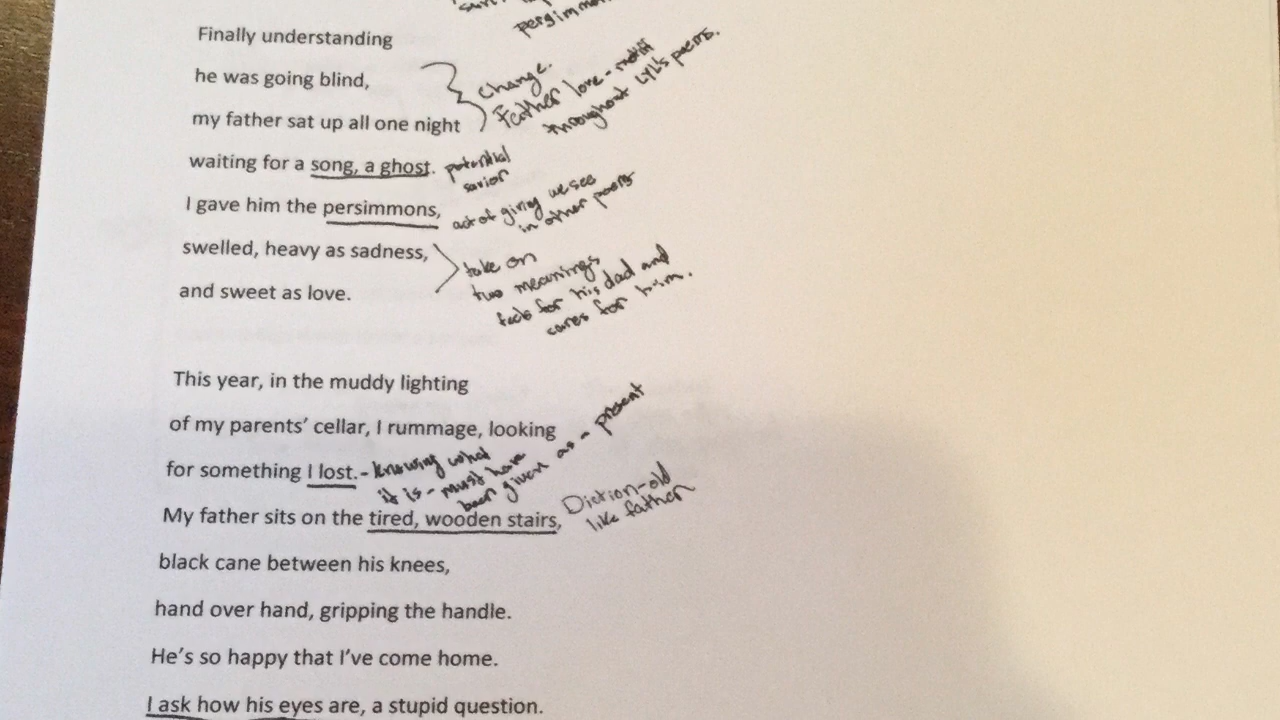 persimmon
Finally understanding
he was going blind,
my father sat up all one night
Change.
Father love - motif
throughout LYL's poems.
waiting for a song, a ghost.
potential
savior
I gave him the persimmons,
act of giving we see
in other poems
swelled, heavy as sadness,
and sweet as love.
take on
two meanings
feels for his dad and
cares for him.
This year, in the muddy lighting
of my parents’ cellar, I rummage, looking
for something I lost.
- knowing what
it is - must have
been given as a present
My father sits on the tired, wooden stairs,
Diction - old
like father
black cane between his knees,
hand over hand, gripping the handle.
He’s so happy that I’ve come home.
I ask how his eyes are, a stupid question.